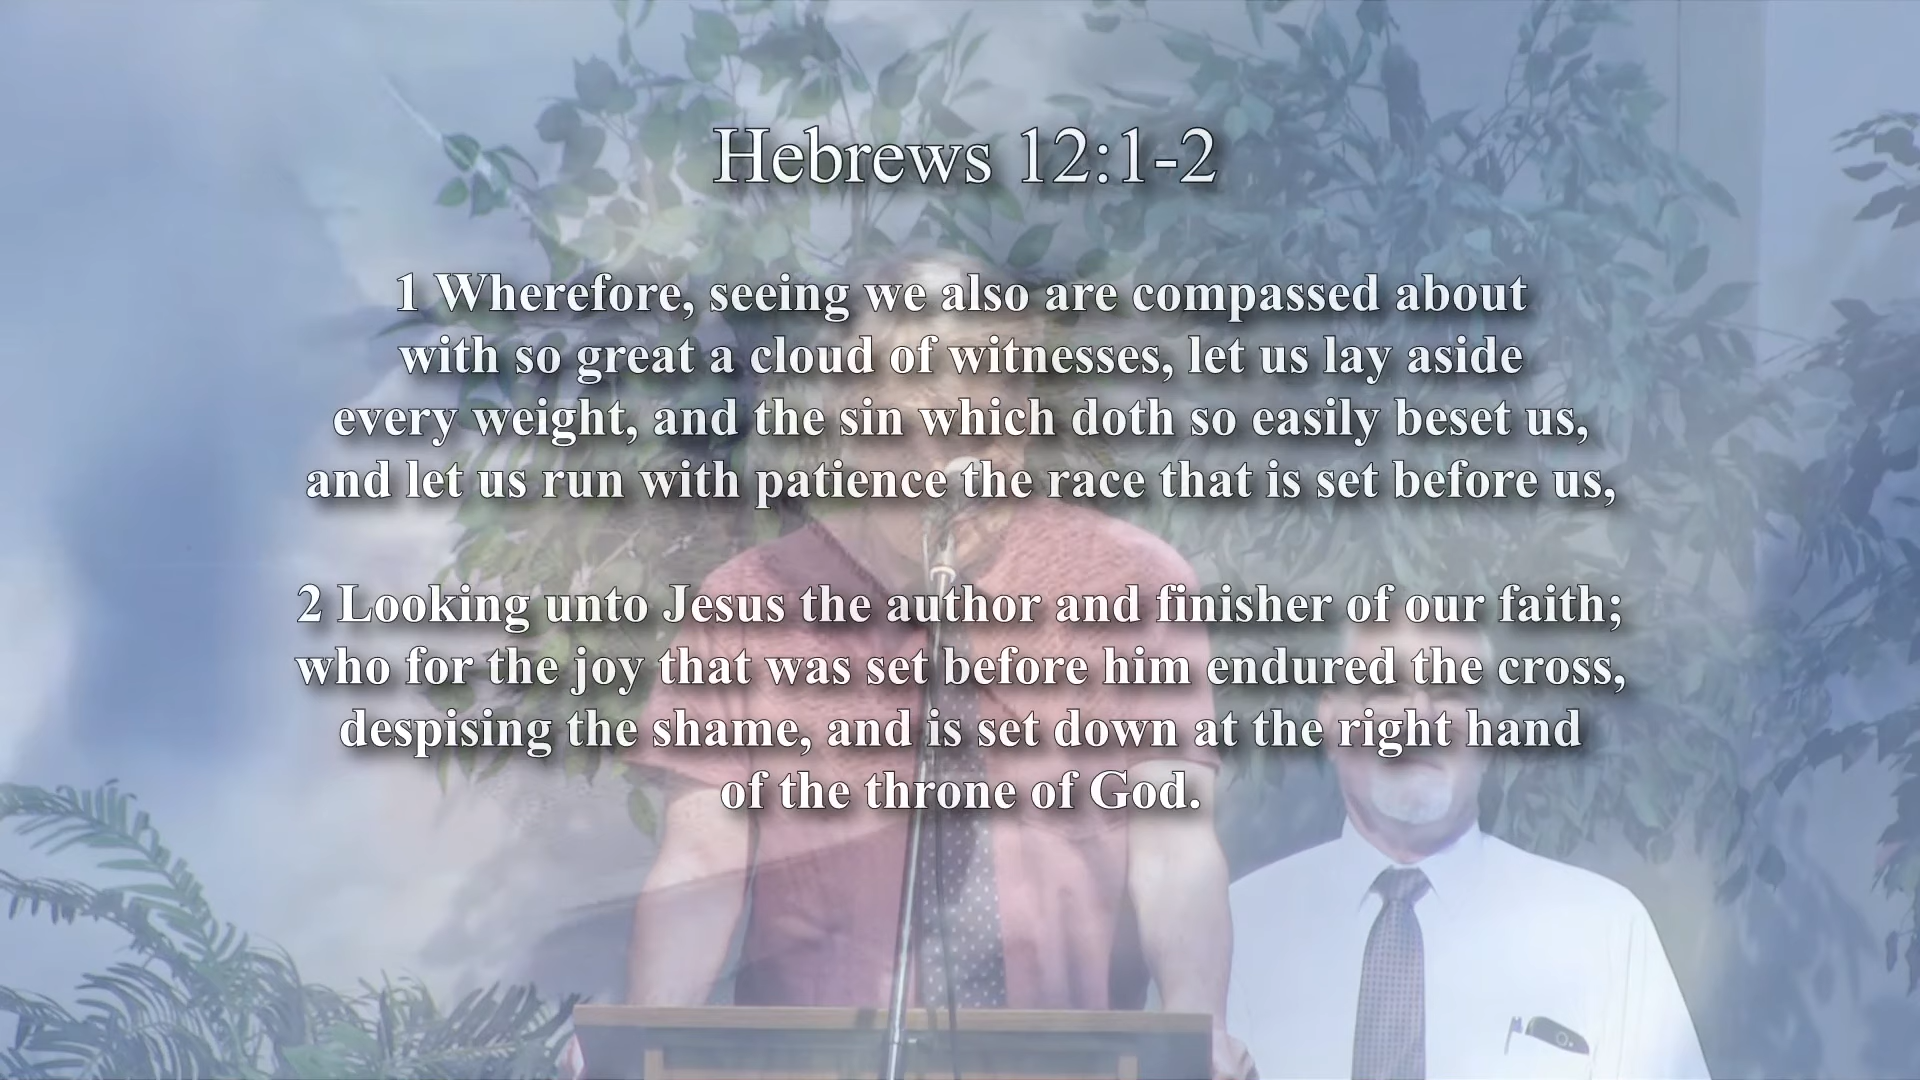 Hebrews 12:1-2
1 Wherefore, seeing we also are compassed about
with so great a cloud of witnesses, let us lay aside
every weight, and the sin which doth so easily beset us,
and let us run with patience the race that is set before us,
2 Looking unto Jesus the author and finisher of our faith;
who for the joy that was set before him endured the cross,
despising the shame, and is set down at the right hand
of the throne of God.